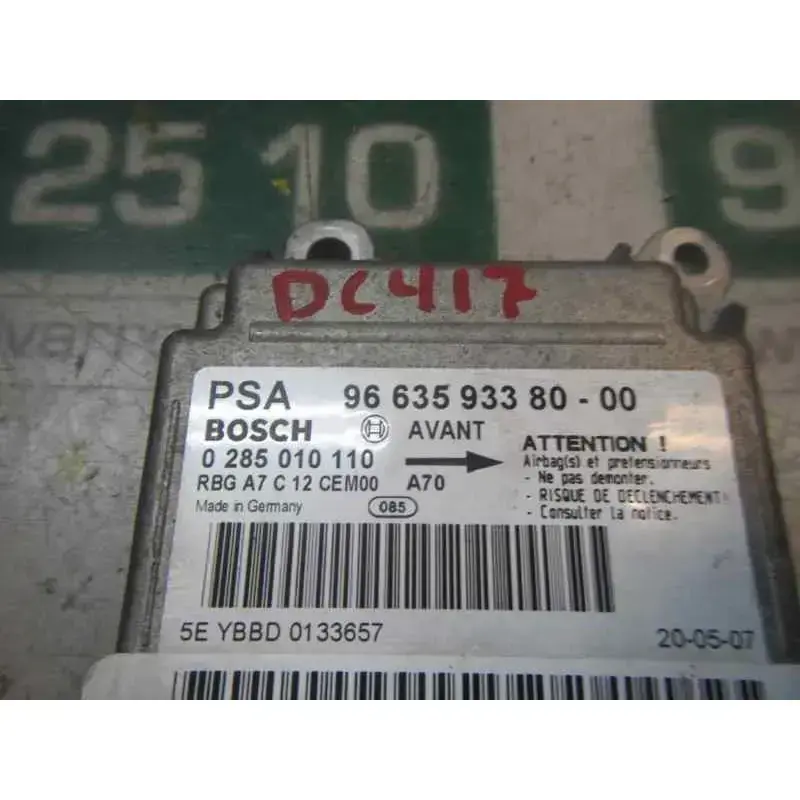 2510 9
DC417
PSA 96 635 933 80 - 00
BOSCH AVANT
0 285 010 110
RBG A7 C 12 CEM00 A70
Made in Germany 085
ATTENTION !
Airbag(s) et pretensionneurs
- Ne pas demonter.
- RISQUE DE DECLENCHEMENT!
- Consulter la notice.
5E YBBD 0133657 20-05-07